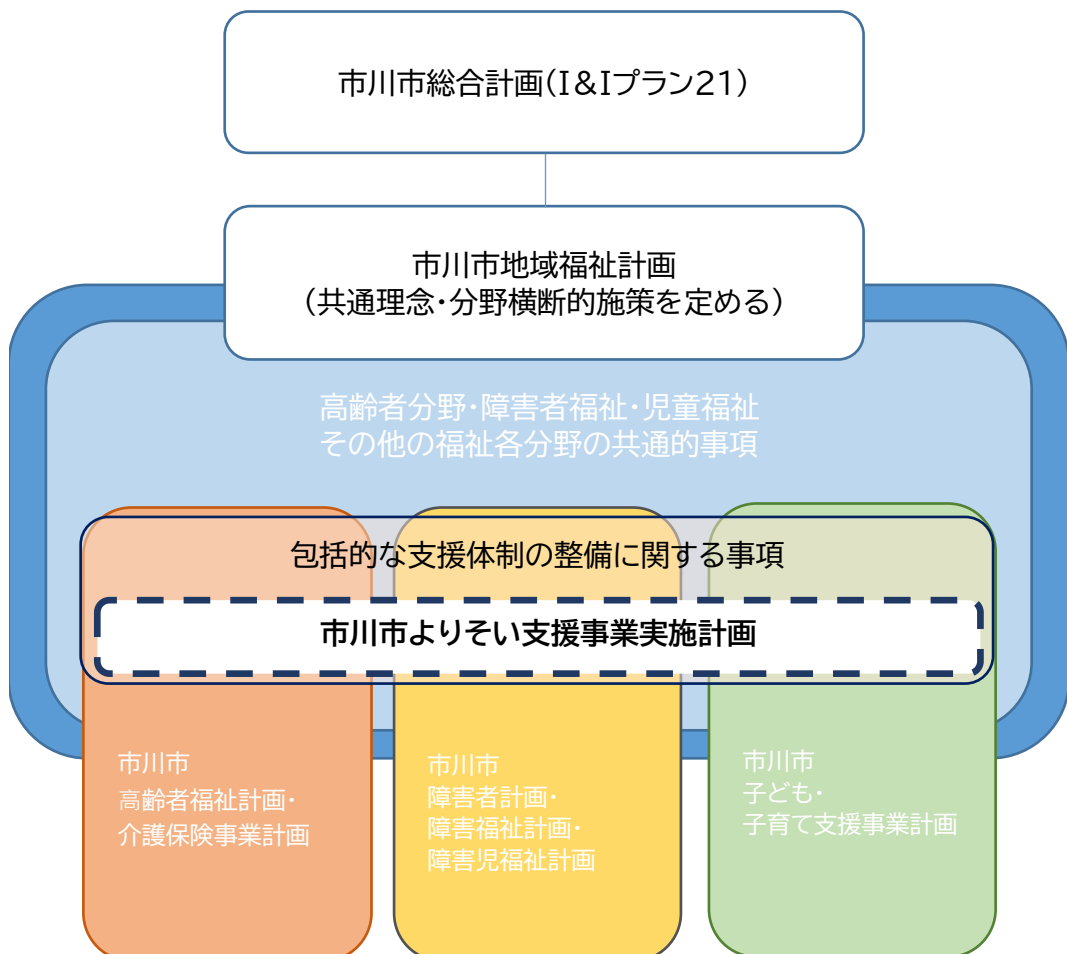 市川市総合計画(I&Iプラン21)
市川市地域福祉計画
(共通理念・分野横断的施策を定める)
高齢者分野・障害者福祉・児童福祉
その他の福祉各分野の共通的事項
包括的な支援体制の整備に関する事項
市川市よりそい支援事業実施計画
市川市
高齢者福祉計画・
介護保険事業計画
市川市
障害者計画・
障害福祉計画・
障害児福祉計画
市川市
子ども・
子育て支援事業計画